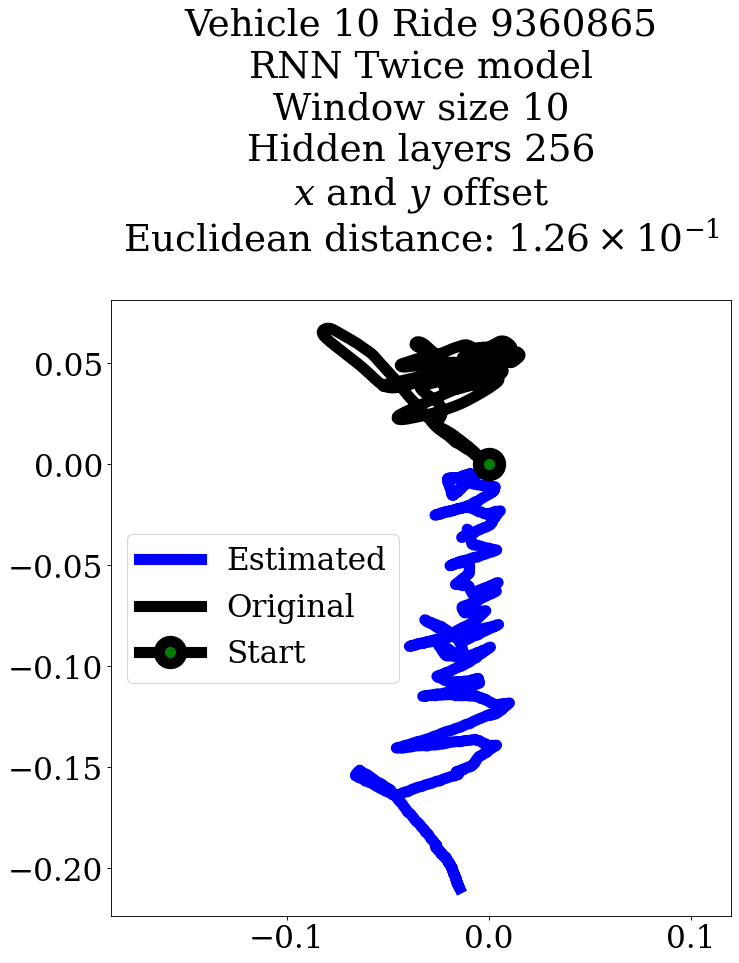 Vehicle 10 Ride 9360865
RNN Twice model
Window size 10
Hidden layers 256
x and y offset
Euclidean distance: 1.26 × 10⁻¹
0.05
0.00
−0.05
−0.10
−0.15
−0.20
Estimated
Original
Start
−0.1
0.0
0.1